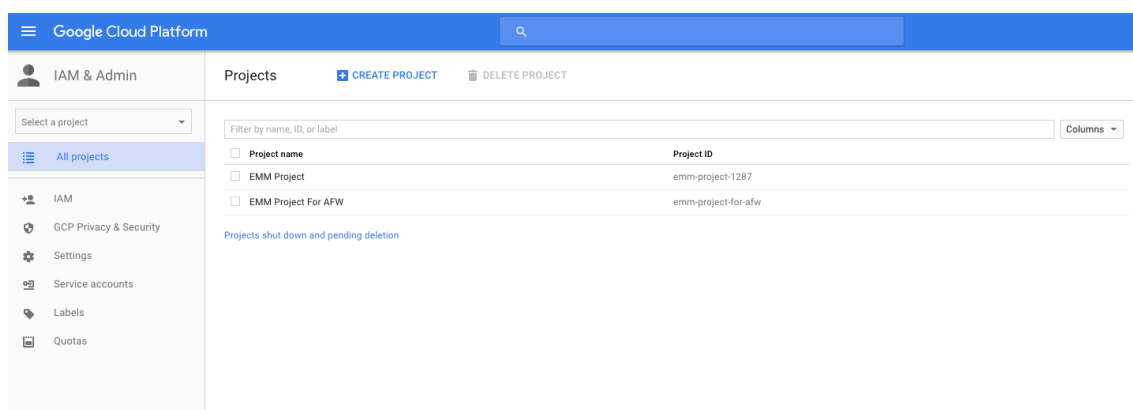 Google Cloud Platform
IAM & Admin
Projects
CREATE PROJECT
DELETE PROJECT
Select a project
All projects
IAM
GCP Privacy & Security
Settings
Service accounts
Labels
Quotas
Filter by name, ID, or label
Columns
Project name Project ID
EMM Project emm-project-1287
EMM Project For AFW emm-project-for-afw
Projects shut down and pending deletion